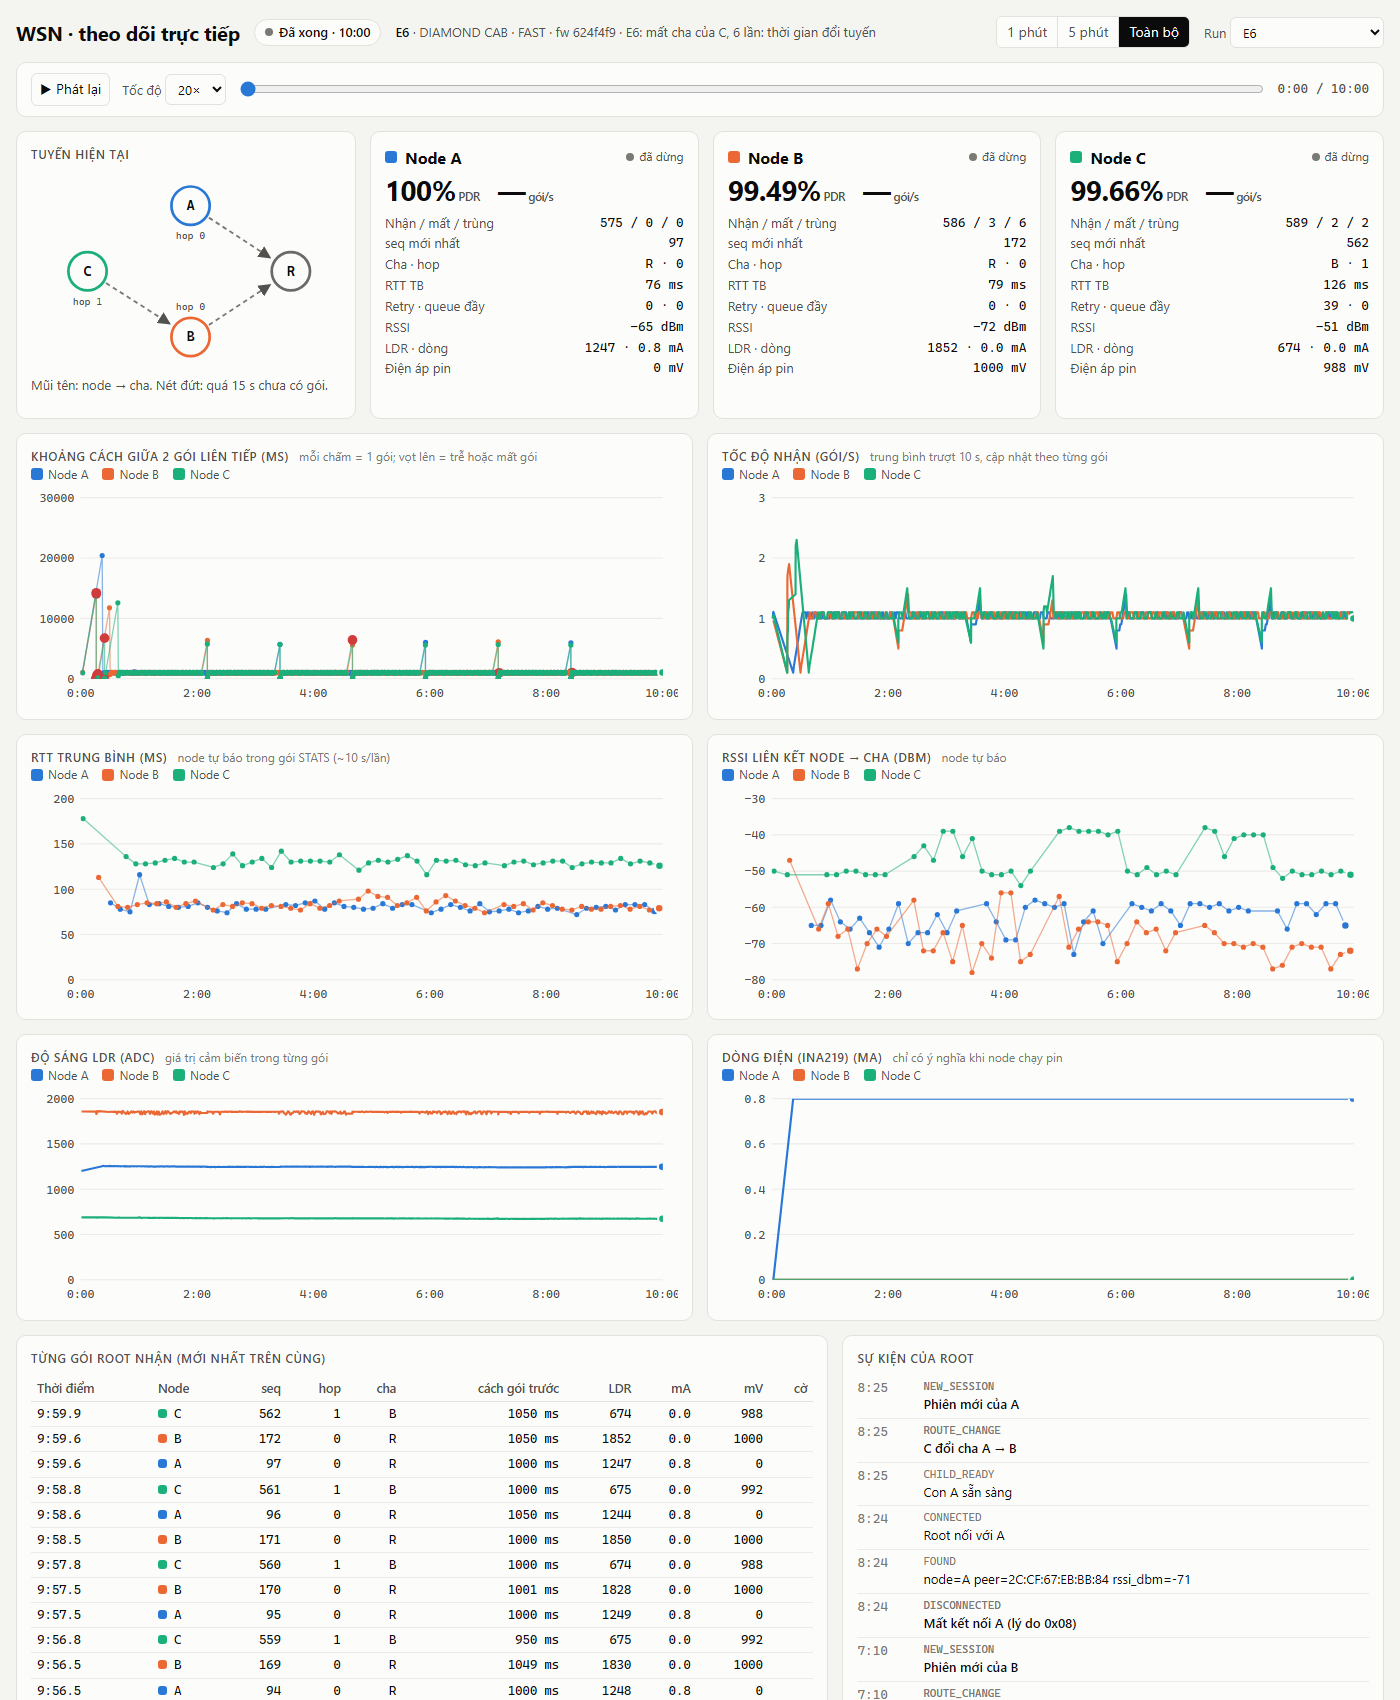 WSN · theo dõi trực tiếp
Đã xong · 10:00
E6 · DIAMOND CAB · FAST · fw 624f4f9 · E6: mất cha của C, 6 lần: thời gian đổi tuyến
1 phút 5 phút Toàn bộ
Run E6
▶ Phát lại Tốc độ 20× 0:00 / 10:00
TUYẾN HIỆN TẠI
A
hop 0
C
hop 1
R
hop 0
B
Mũi tên: node → cha. Nét đứt: quá 15 s chưa có gói.
Node A đã dừng
100% PDR — gói/s
Nhận / mất / trùng 575 / 0 / 0
seq mới nhất 97
Cha · hop R · 0
RTT TB 76 ms
Retry · queue đầy 0 · 0
RSSI −65 dBm
LDR · dòng 1247 · 0.8 mA
Điện áp pin 0 mV
Node B đã dừng
99.49% PDR — gói/s
Nhận / mất / trùng 586 / 3 / 6
seq mới nhất 172
Cha · hop R · 0
RTT TB 79 ms
Retry · queue đầy 0 · 0
RSSI −72 dBm
LDR · dòng 1852 · 0.0 mA
Điện áp pin 1000 mV
Node C đã dừng
99.66% PDR — gói/s
Nhận / mất / trùng 589 / 2 / 2
seq mới nhất 562
Cha · hop B · 1
RTT TB 126 ms
Retry · queue đầy 39 · 0
RSSI −51 dBm
LDR · dòng 674 · 0.0 mA
Điện áp pin 988 mV
KHOẢNG CÁCH GIỮA 2 GÓI LIÊN TIẾP (MS) mỗi chấm = 1 gói; vọt lên = trễ hoặc mất gói
Node A Node B Node C
30000
20000
10000
0
0:00 2:00 4:00 6:00 8:00 10:00
TỐC ĐỘ NHẬN (GÓI/S) trung bình trượt 10 s, cập nhật theo từng gói
Node A Node B Node C
3
2
1
0
0:00 2:00 4:00 6:00 8:00 10:00
RTT TRUNG BÌNH (MS) node tự báo trong gói STATS (~10 s/lần)
Node A Node B Node C
200
150
100
50
0
0:00 2:00 4:00 6:00 8:00 10:00
RSSI LIÊN KẾT NODE → CHA (DBM) node tự báo
Node A Node B Node C
−30
−40
−50
−60
−70
−80
0:00 2:00 4:00 6:00 8:00 10:00
ĐỘ SÁNG LDR (ADC) giá trị cảm biến trong từng gói
Node A Node B Node C
2000
1500
1000
500
0
0:00 2:00 4:00 6:00 8:00 10:00
DÒNG ĐIỆN (INA219) (MA) chỉ có ý nghĩa khi node chạy pin
Node A Node B Node C
0.8
0.6
0.4
0.2
0
0:00 2:00 4:00 6:00 8:00 10:00
TỪNG GÓI ROOT NHẬN (MỚI NHẤT TRÊN CÙNG)
Thời điểm Node seq hop cha cách gói trước LDR mA mV cờ
9:59.9 C 562 1 B 1050 ms 674 0.0 988
9:59.6 B 172 0 R 1050 ms 1852 0.0 1000
9:59.6 A 97 0 R 1000 ms 1247 0.8 0
9:58.8 C 561 1 B 1000 ms 675 0.0 992
9:58.6 A 96 0 R 1050 ms 1244 0.8 0
9:58.5 B 171 0 R 1000 ms 1850 0.0 1000
9:57.8 C 560 1 B 1000 ms 674 0.0 988
9:57.5 B 170 0 R 1001 ms 1828 0.0 1000
9:57.5 A 95 0 R 1000 ms 1249 0.8 0
9:56.8 C 559 1 B 950 ms 675 0.0 992
9:56.5 B 169 0 R 1049 ms 1830 0.0 1000
9:56.5 A 94 0 R 1000 ms 1248 0.8 0
SỰ KIỆN CỦA ROOT
8:25 NEW_SESSION
Phiên mới của A
8:25 ROUTE_CHANGE
C đổi cha A → B
8:25 CHILD_READY
Con A sẵn sàng
8:24 CONNECTED
Root nối với A
8:24 FOUND
node=A peer=2C:CF:67:EB:BB:84 rssi_dbm=-71
8:24 DISCONNECTED
Mất kết nối A (lý do 0x08)
7:10 NEW_SESSION
Phiên mới của B
7:10 ROUTE_CHANGE